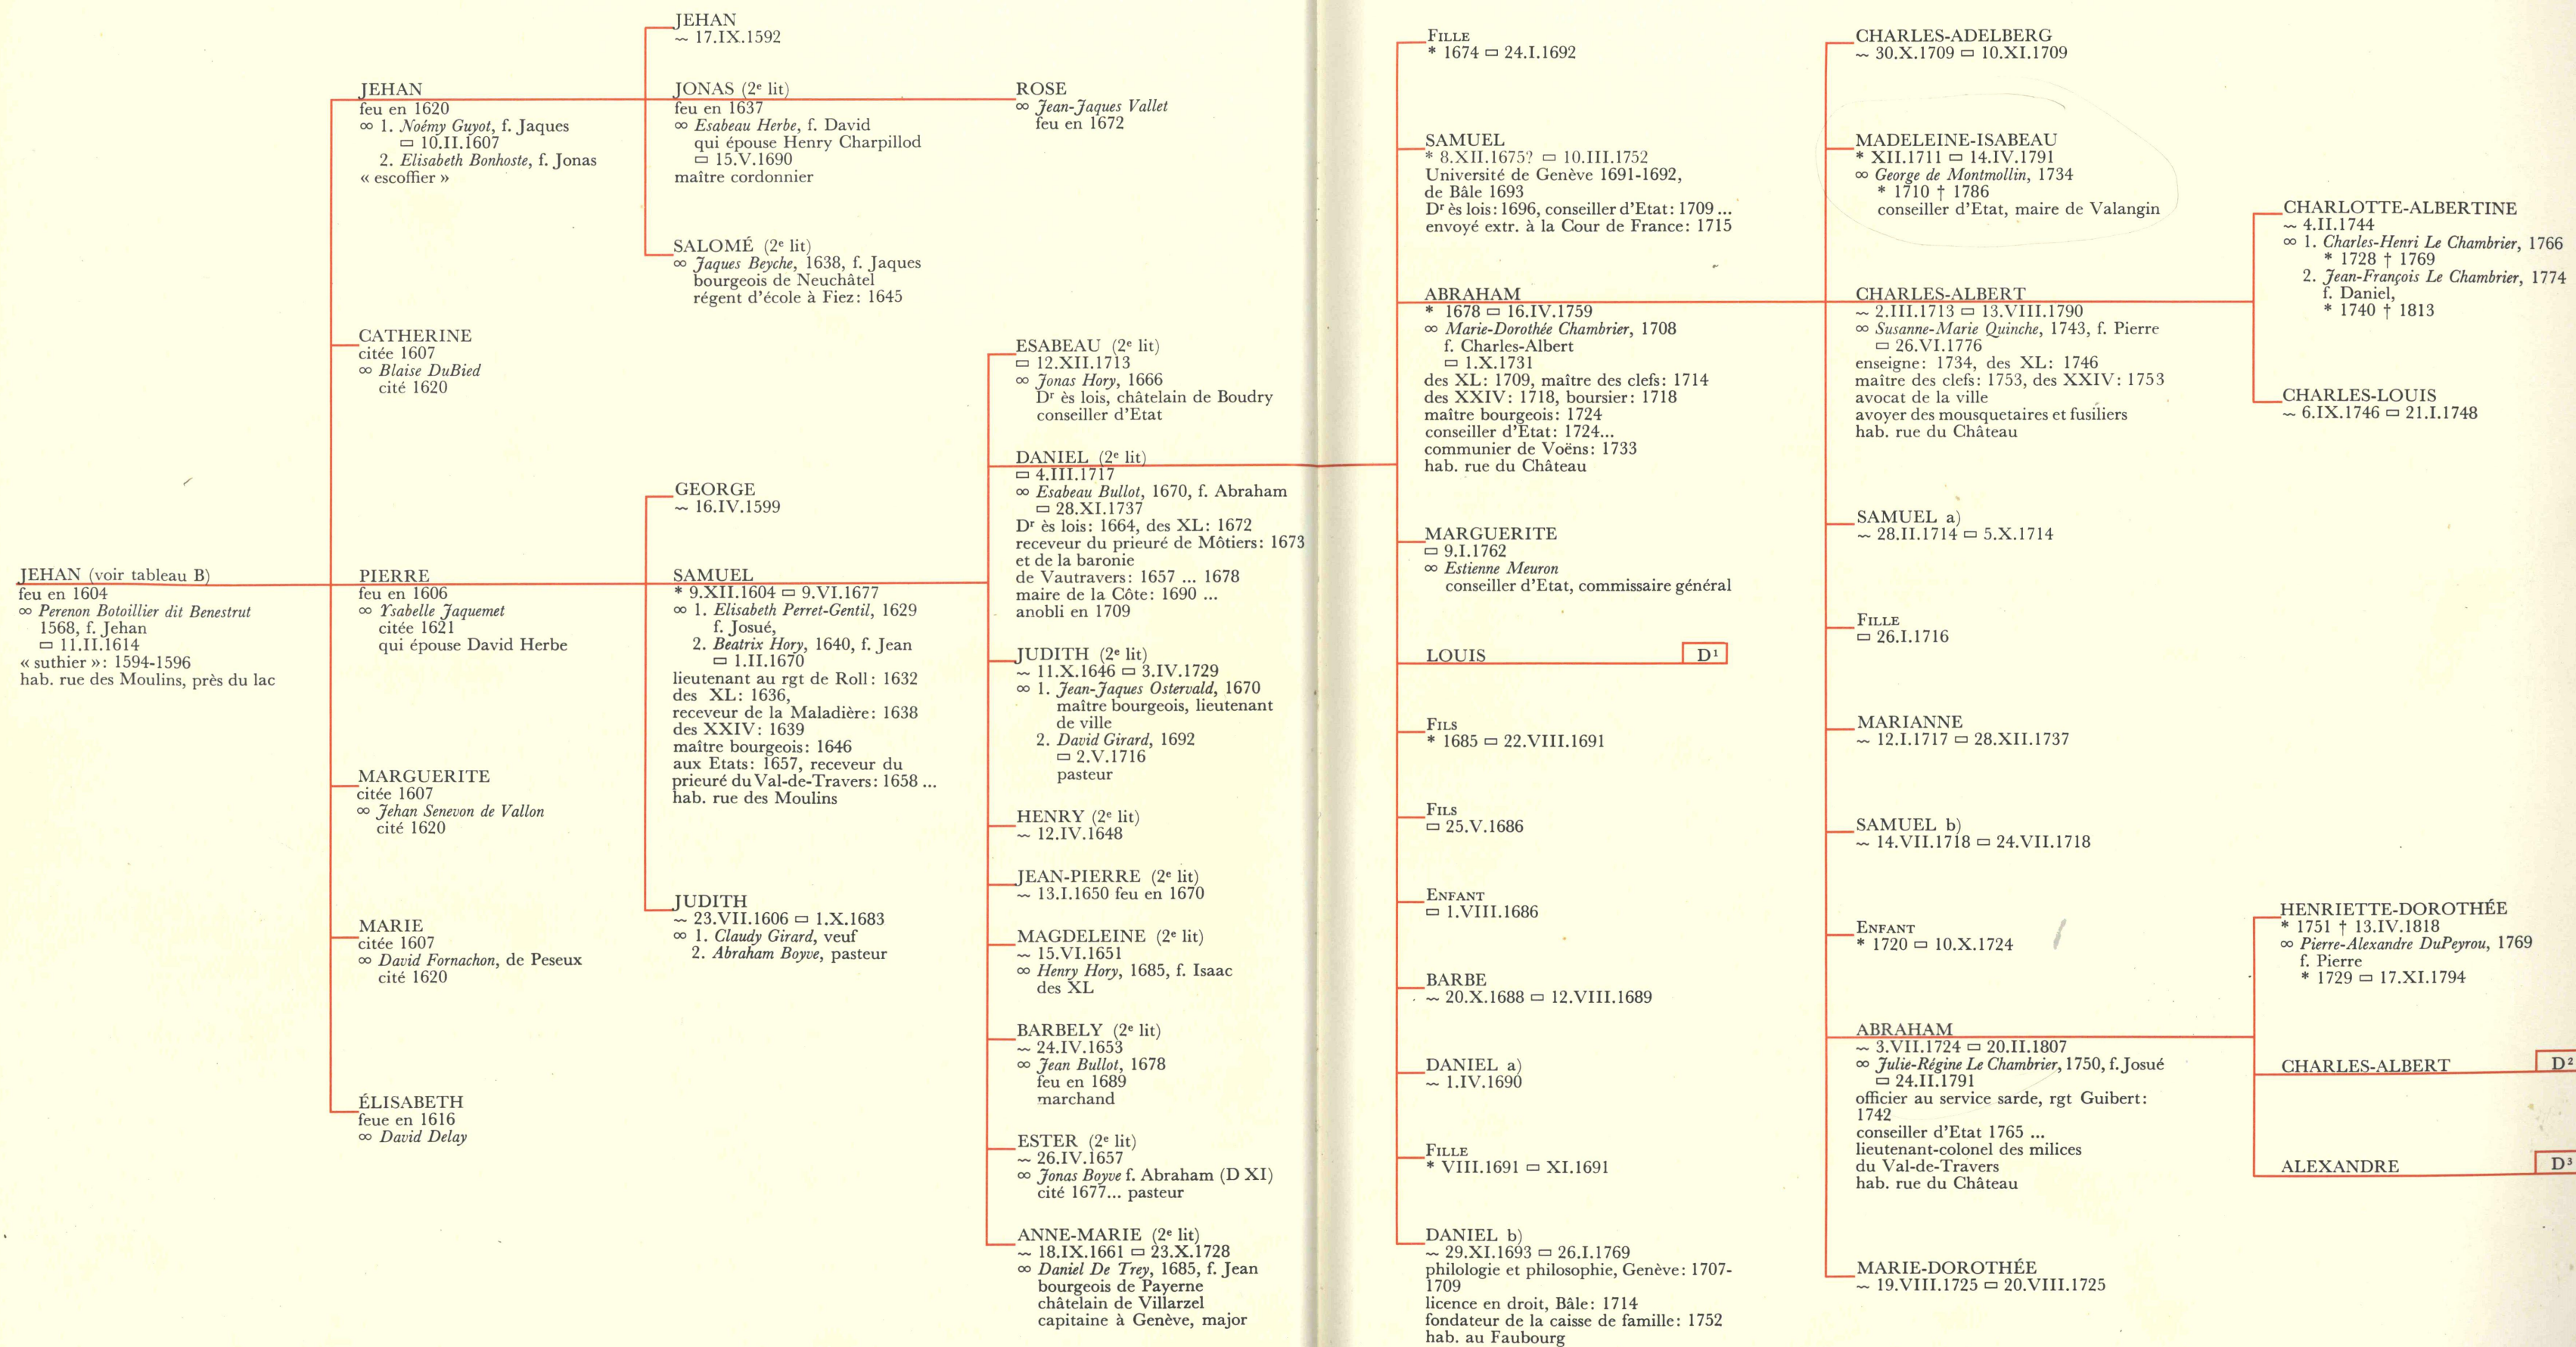 JEHAN (voir tableau B)
feu en 1604
∞ Perenon Botoillier dit Benestrut
1568, f. Jehan
▭ 11.II.1614
« suthier »: 1594-1596
hab. rue des Moulins, près du lac
JEHAN
feu en 1620
∞ 1. Noémy Guyot, f. Jaques
▭ 10.II.1607
2. Elisabeth Bonhoste, f. Jonas
« escoffier »
CATHERINE
citée 1607
∞ Blaise DuBied
cité 1620
PIERRE
feu en 1606
∞ Ysabelle Jaquemet
citée 1621
qui épouse David Herbe
MARGUERITE
citée 1607
∞ Jehan Senevon de Vallon
cité 1620
MARIE
citée 1607
∞ David Fornachon, de Peseux
cité 1620
ÉLISABETH
feue en 1616
∞ David Delay
JEHAN
~ 17.IX.1592
JONAS (2e lit)
feu en 1637
∞ Esabeau Herbe, f. David
qui épouse Henry Charpillod
▭ 15.V.1690
maître cordonnier
SALOMÉ (2e lit)
∞ Jaques Beyche, 1638, f. Jaques
bourgeois de Neuchâtel
régent d'école à Fiez: 1645
GEORGE
~ 16.IV.1599
SAMUEL
* 9.XII.1604 ▭ 9.VI.1677
∞ 1. Elisabeth Perret-Gentil, 1629
f. Josué,
2. Beatrix Hory, 1640, f. Jean
▭ 1.II.1670
lieutenant au rgt de Roll: 1632
des XL: 1636,
receveur de la Maladière: 1638
des XXIV: 1639
maître bourgeois: 1646
aux Etats: 1657, receveur du
prieuré du Val-de-Travers: 1658 ...
hab. rue des Moulins
JUDITH
~ 23.VII.1606 ▭ 1.X.1683
∞ 1. Claudy Girard, veuf
2. Abraham Boyve, pasteur
ROSE
∞ Jean-Jaques Vallet
feu en 1672
ESABEAU (2e lit)
▭ 12.XII.1713
∞ Jonas Hory, 1666
Dr ès lois, châtelain de Boudry
conseiller d'Etat
DANIEL (2e lit)
▭ 4.III.1717
∞ Esabeau Bullot, 1670, f. Abraham
▭ 28.XI.1737
Dr ès lois: 1664, des XL: 1672
receveur du prieuré de Môtiers: 1673
et de la baronie
de Vautravers: 1657 ... 1678
maire de la Côte: 1690 ...
anobli en 1709
JUDITH (2e lit)
~ 11.X.1646 ▭ 3.IV.1729
∞ 1. Jean-Jaques Ostervald, 1670
maître bourgeois, lieutenant
de ville
2. David Girard, 1692
▭ 2.V.1716
pasteur
HENRY (2e lit)
~ 12.IV.1648
JEAN-PIERRE (2e lit)
~ 13.I.1650 feu en 1670
MAGDELEINE (2e lit)
~ 15.VI.1651
∞ Henry Hory, 1685, f. Isaac
des XL
BARBELY (2e lit)
~ 24.IV.1653
∞ Jean Bullot, 1678
feu en 1689
marchand
ESTER (2e lit)
~ 26.IV.1657
∞ Jonas Boyve f. Abraham (D XI)
cité 1677... pasteur
ANNE-MARIE (2e lit)
~ 18.IX.1661 ▭ 23.X.1728
∞ Daniel De Trey, 1685, f. Jean
bourgeois de Payerne
châtelain de Villarzel
capitaine à Genève, major
FILLE
* 1674 ▭ 24.I.1692
SAMUEL
* 8.XII.1675? ▭ 10.III.1752
Université de Genève 1691-1692,
de Bâle 1693
Dr ès lois: 1696, conseiller d'Etat: 1709 ...
envoyé extr. à la Cour de France: 1715
ABRAHAM
* 1678 ▭ 16.IV.1759
∞ Marie-Dorothée Chambrier, 1708
f. Charles-Albert
▭ 1.X.1731
des XL: 1709, maître des clefs: 1714
des XXIV: 1718, boursier: 1718
maître bourgeois: 1724
conseiller d'Etat: 1724...
communier de Voëns: 1733
hab. rue du Château
MARGUERITE
▭ 9.I.1762
∞ Estienne Meuron
conseiller d'Etat, commissaire général
LOUIS D1
FILS
* 1685 ▭ 22.VIII.1691
FILS
▭ 25.V.1686
ENFANT
▭ 1.VIII.1686
BARBE
~ 20.X.1688 ▭ 12.VIII.1689
DANIEL a)
~ 1.IV.1690
FILLE
* VIII.1691 ▭ XI.1691
DANIEL b)
~ 29.XI.1693 ▭ 26.I.1769
philologie et philosophie, Genève: 1707-
1709
licence en droit, Bâle: 1714
fondateur de la caisse de famille: 1752
hab. au Faubourg
CHARLES-ADELBERG
~ 30.X.1709 ▭ 10.XI.1709
MADELEINE-ISABEAU
* XII.1711 ▭ 14.IV.1791
∞ George de Montmollin, 1734
* 1710 † 1786
conseiller d'Etat, maire de Valangin
CHARLES-ALBERT
~ 2.III.1713 ▭ 13.VIII.1790
∞ Susanne-Marie Quinche, 1743, f. Pierre
▭ 26.VI.1776
enseigne: 1734, des XL: 1746
maître des clefs: 1753, des XXIV: 1753
avocat de la ville
avoyer des mousquetaires et fusiliers
hab. rue du Château
SAMUEL a)
~ 28.II.1714 ▭ 5.X.1714
FILLE
▭ 26.I.1716
MARIANNE
~ 12.I.1717 ▭ 28.XII.1737
SAMUEL b)
~ 14.VII.1718 ▭ 24.VII.1718
ENFANT
* 1720 ▭ 10.X.1724
ABRAHAM
~ 3.VII.1724 ▭ 20.II.1807
∞ Julie-Régine Le Chambrier, 1750, f. Josué
▭ 24.II.1791
officier au service sarde, rgt Guibert:
1742
conseiller d'Etat 1765 ...
lieutenant-colonel des milices
du Val-de-Travers
hab. rue du Château
MARIE-DOROTHÉE
~ 19.VIII.1725 ▭ 20.VIII.1725
CHARLOTTE-ALBERTINE
~ 4.II.1744
∞ 1. Charles-Henri Le Chambrier, 1766
* 1728 † 1769
2. Jean-François Le Chambrier, 1774
f. Daniel,
* 1740 † 1813
CHARLES-LOUIS
~ 6.IX.1746 ▭ 21.I.1748
HENRIETTE-DOROTHÉE
* 1751 † 13.IV.1818
∞ Pierre-Alexandre DuPeyrou, 1769
f. Pierre
* 1729 ▭ 17.XI.1794
CHARLES-ALBERT D2
ALEXANDRE D3